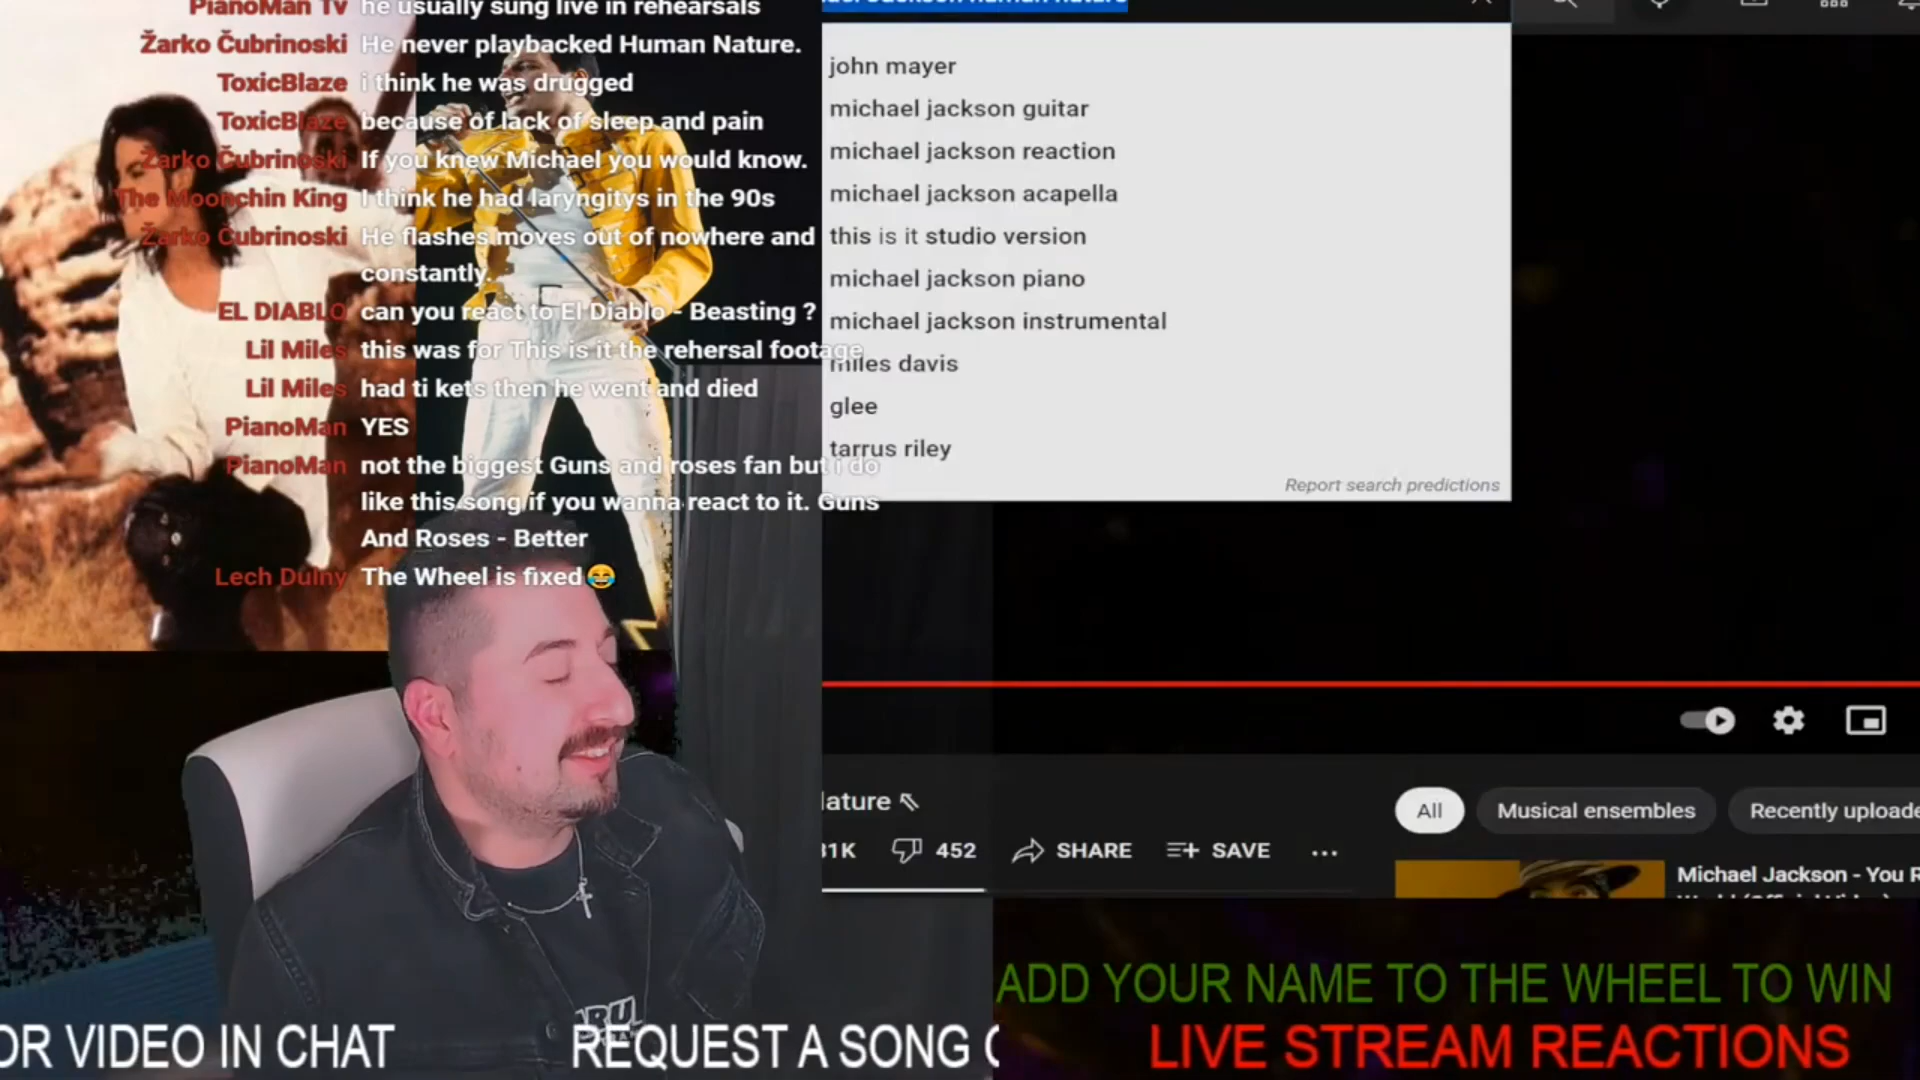 PianoMan Tv he usually sung live in rehearsals
Žarko Čubrinoski He never playbacked Human Nature.
ToxicBlaze i think he was drugged
ToxicBlaze because of lack of sleep and pain
Žarko Čubrinoski If you knew Michael you would know.
The Moonchin King I think he had laryngitys in the 90s
Žarko Čubrinoski He flashes moves out of nowhere and
constantly.
EL DIABLO can you react to El Diablo - Beasting ?
Lil Miles this was for This is it the rehersal footage
Lil Miles had ti kets then he went and died
PianoMan YES
PianoMan not the biggest Guns and roses fan but i do
like this song if you wanna react to it. Guns
And Roses - Better
Lech Dulny The Wheel is fixed😂
john mayer
michael jackson guitar
michael jackson reaction
michael jackson acapella
this is it studio version
michael jackson piano
michael jackson instrumental
miles davis
glee
tarrus riley
Report search predictions
lature
31K 452 SHARE SAVE ...
All Musical ensembles Recently uploade
Michael Jackson - You R
ADD YOUR NAME TO THE WHEEL TO WIN
OR VIDEO IN CHAT REQUEST A SONG
LIVE STREAM REACTIONS